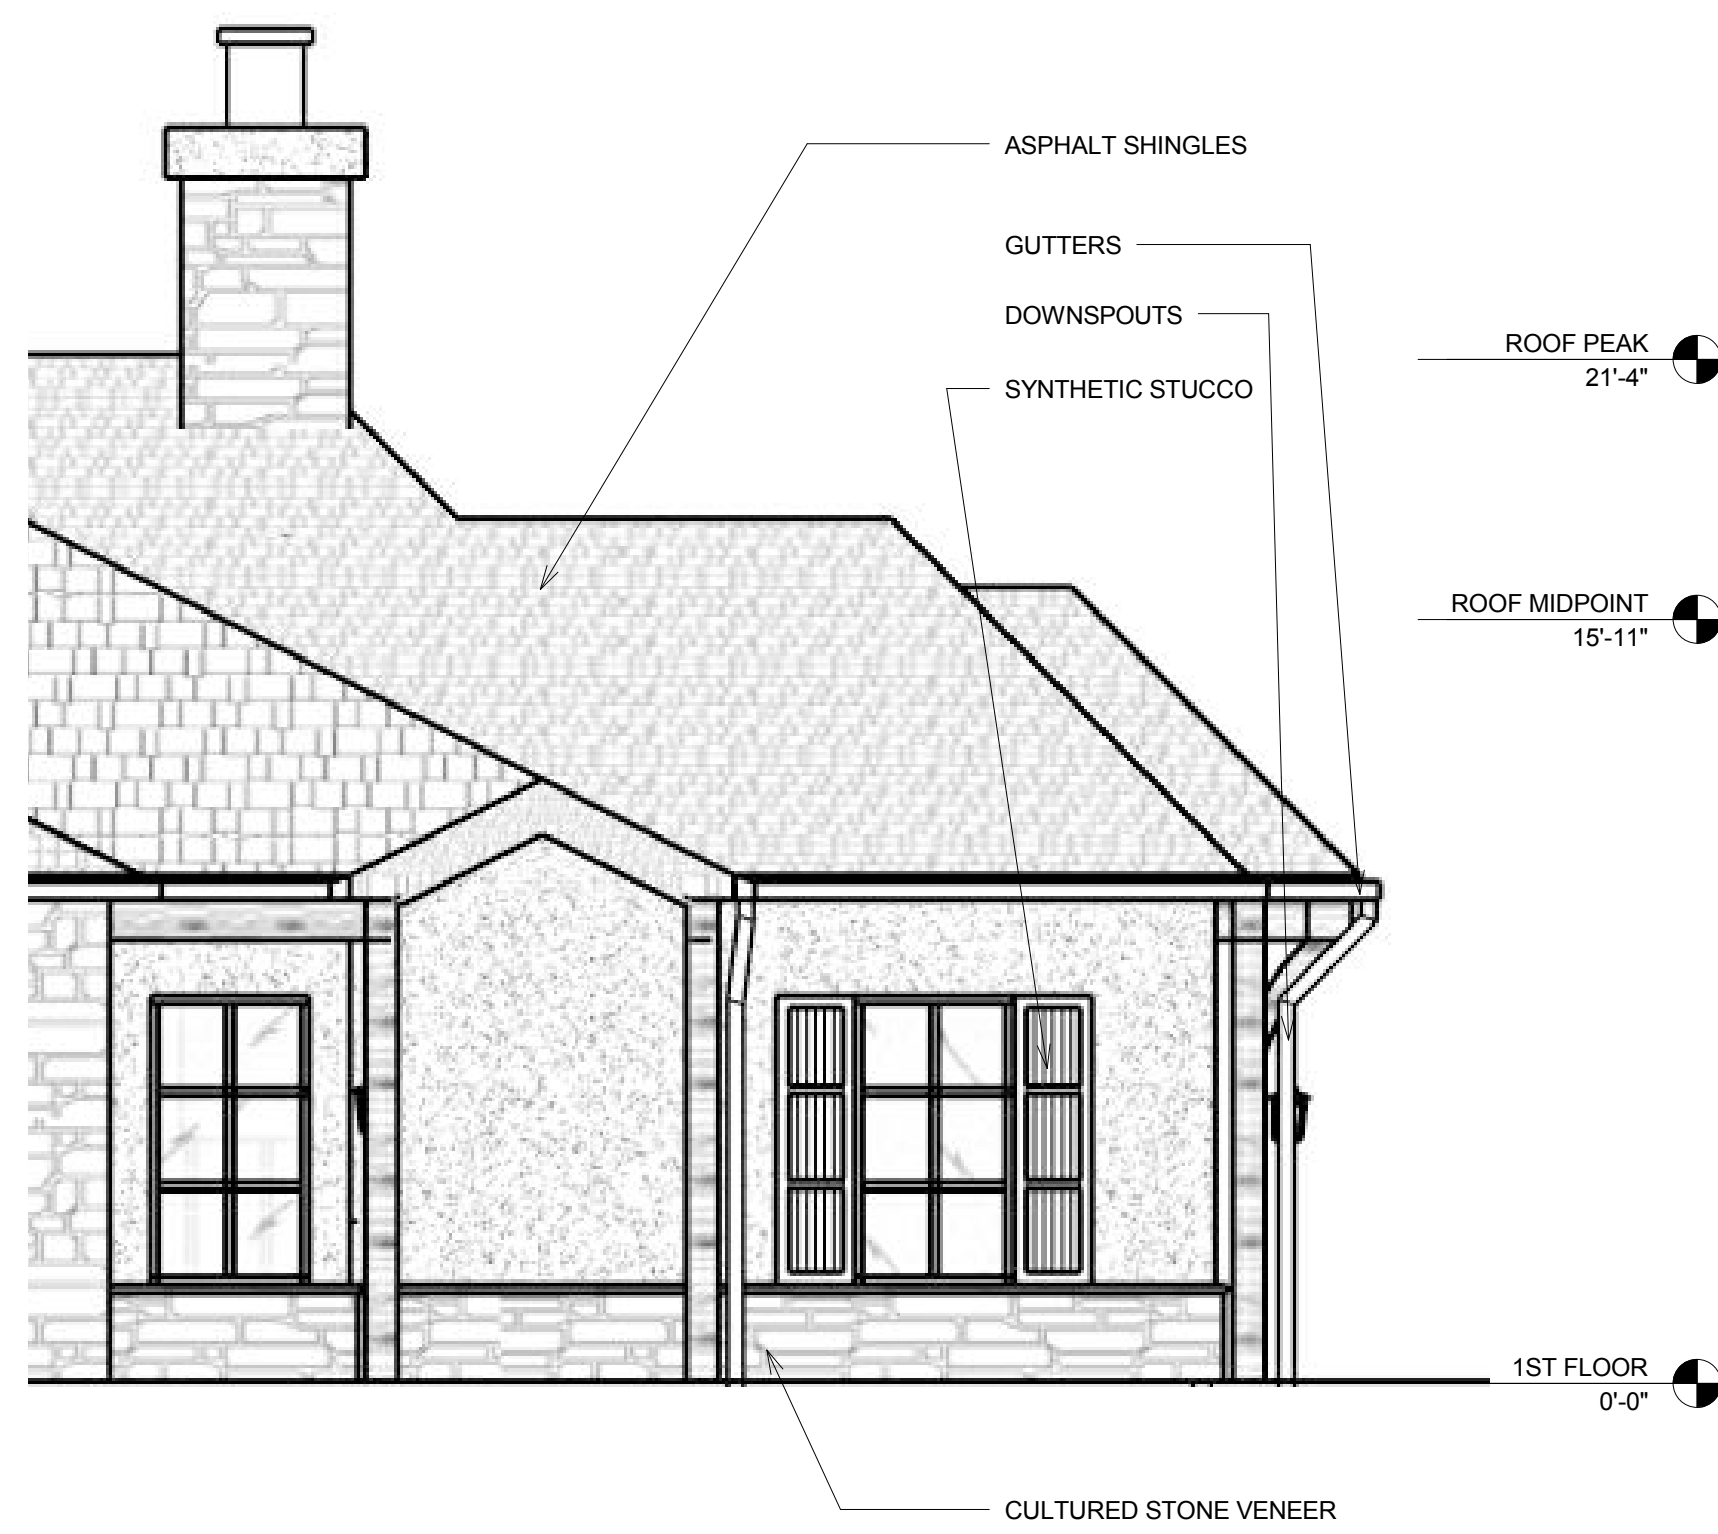 ASPHALT SHINGLES
GUTTERS
DOWNSPOUTS
SYNTHETIC STUCCO
ROOF PEAK
21'-4"
ROOF MIDPOINT
15'-11"
1ST FLOOR
0'-0"
CULTURED STONE VENEER